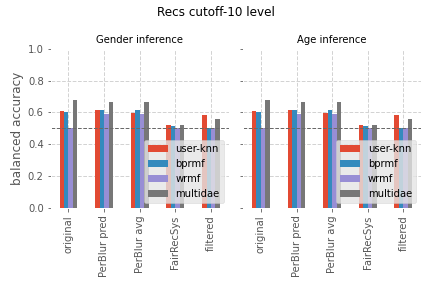 Recs cutoff-10 level
Gender inference
Age inference
balanced accuracy
1.0
0.8
0.6
0.4
0.2
0.0
user-knn
bpmf
wrmf
multidae
user-knn
bpmf
wrmf
multidae
original
PerBlur pred
PerBlur avg
FairRecSys
filtered
original
PerBlur pred
PerBlur avg
FairRecSys
filtered